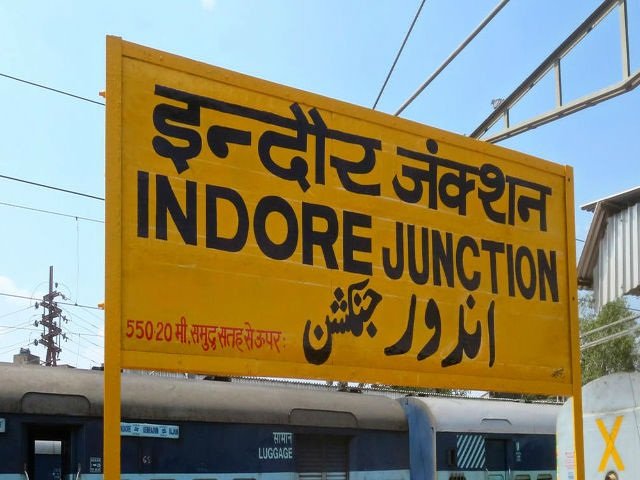 इन्दौर जंक्शन
INDORE JUNCTION
اندور جنکشن
550·20 मी. समुद्र सतह से ऊपर
सामान
LUGGAGE
X